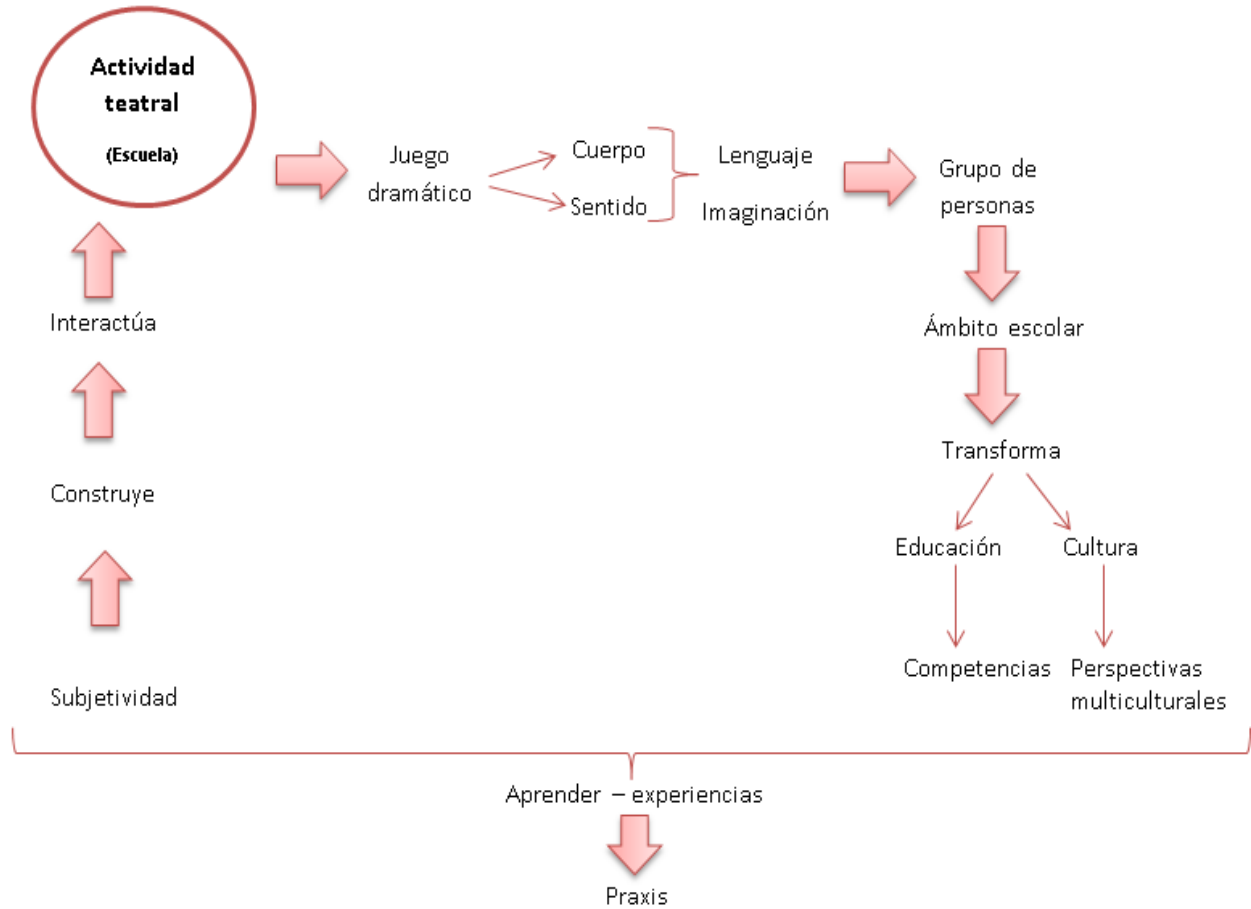 Actividad
teatral
(Escuela)
Juego
dramático
Cuerpo
Sentido
Lenguaje
Imaginación
Grupo de
personas
Ámbito escolar
Transforma
Educación
Cultura
Competencias
Perspectivas
multiculturales
Interactúa
Construye
Subjetividad
Aprender – experiencias
Praxis